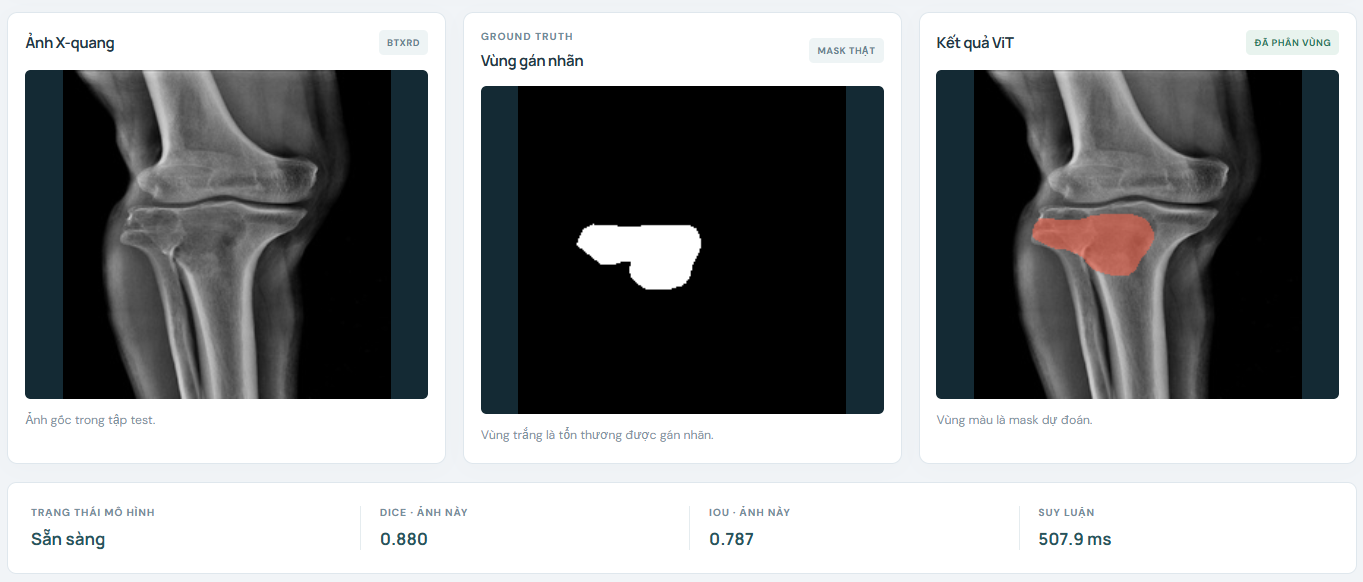 Ảnh X-quang
BTXRD
Ảnh gốc trong tập test.
GROUND TRUTH
Vùng gán nhãn
MASK THẬT
Vùng trắng là tổn thương được gán nhãn.
Kết quả ViT
ĐÃ PHÂN VÙNG
Vùng màu là mask dự đoán.
TRẠNG THÁI MÔ HÌNH
Sẵn sàng
DICE · ẢNH NÀY
0.880
IOU · ẢNH NÀY
0.787
SUY LUẬN
507.9 ms